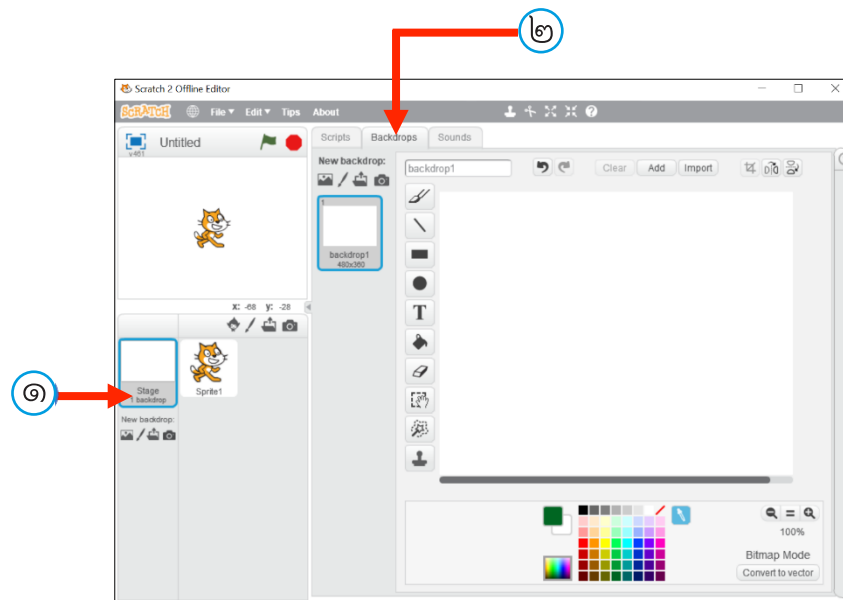 ๒
Scratch 2 Offline Editor
SCRATCH File Edit Tips About
v461 Untitled
Scripts Backdrops Sounds
New backdrop:
backdrop1 Clear Add Import
1
backdrop1
480x360
T
X: -68 y: -28
๑
Stage
1 backdrop
Sprite1
New backdrop:
100%
Bitmap Mode
Convert to vector